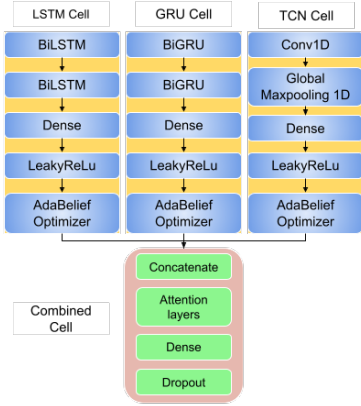 LSTM Cell
GRU Cell
TCN Cell
BiLSTM
BiGRU
Conv1D
BiLSTM
BiGRU
Global
Maxpooling 1D
Dense
Dense
Dense
LeakyReLu
LeakyReLu
LeakyReLu
AdaBelief
Optimizer
AdaBelief
Optimizer
AdaBelief
Optimizer
Combined
Cell
Concatenate
Attention
layers
Dense
Dropout